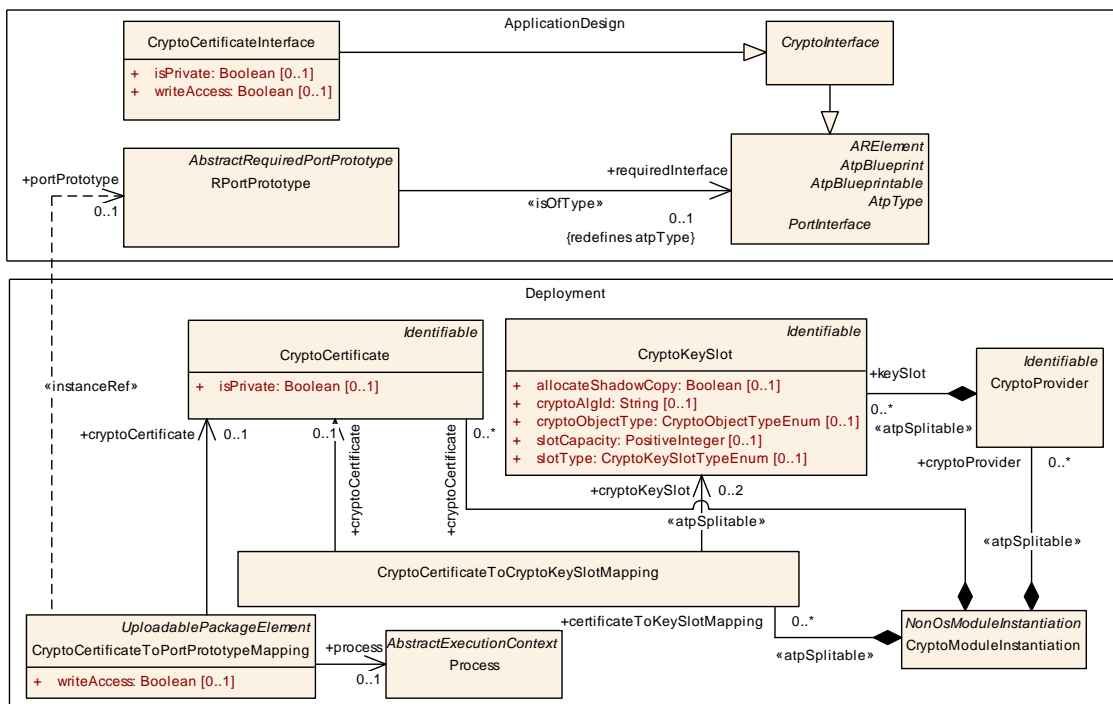 ApplicationDesign
CryptoCertificateInterface
+ isPrivate: Boolean [0..1]
+ writeAccess: Boolean [0..1]
CryptoInterface
AbstractRequiredPortPrototype
RPortPrototype
+portPrototype
0..1
+requiredInterface
«isOfType»
0..1
{redefines atpType}
ARElement
AtpBlueprint
AtpBlueprintable
AtpType
PortInterface
Deployment
«instanceRef»
Identifiable
CryptoCertificate
+ isPrivate: Boolean [0..1]
Identifiable
CryptoKeySlot
+ allocateShadowCopy: Boolean [0..1]
+ cryptoAlgId: String [0..1]
+ cryptoObjectType: CryptoObjectTypeEnum [0..1]
+ slotCapacity: PositiveInteger [0..1]
+ slotType: CryptoKeySlotTypeEnum [0..1]
+keySlot
0..*
«atpSplitable»
Identifiable
CryptoProvider
+cryptoProvider
0..*
+cryptoCertificate
0..1
0..1
+cryptoCertificate
0..*
+cryptoCertificate
+cryptoKeySlot
0..2
«atpSplitable»
«atpSplitable»
CryptoCertificateToCryptoKeySlotMapping
+certificateToKeySlotMapping
0..*
«atpSplitable»
UploadablePackageElement
CryptoCertificateToPortPrototypeMapping
+ writeAccess: Boolean [0..1]
+process
0..1
AbstractExecutionContext
Process
NonOsModuleInstantiation
CryptoModuleInstantiation